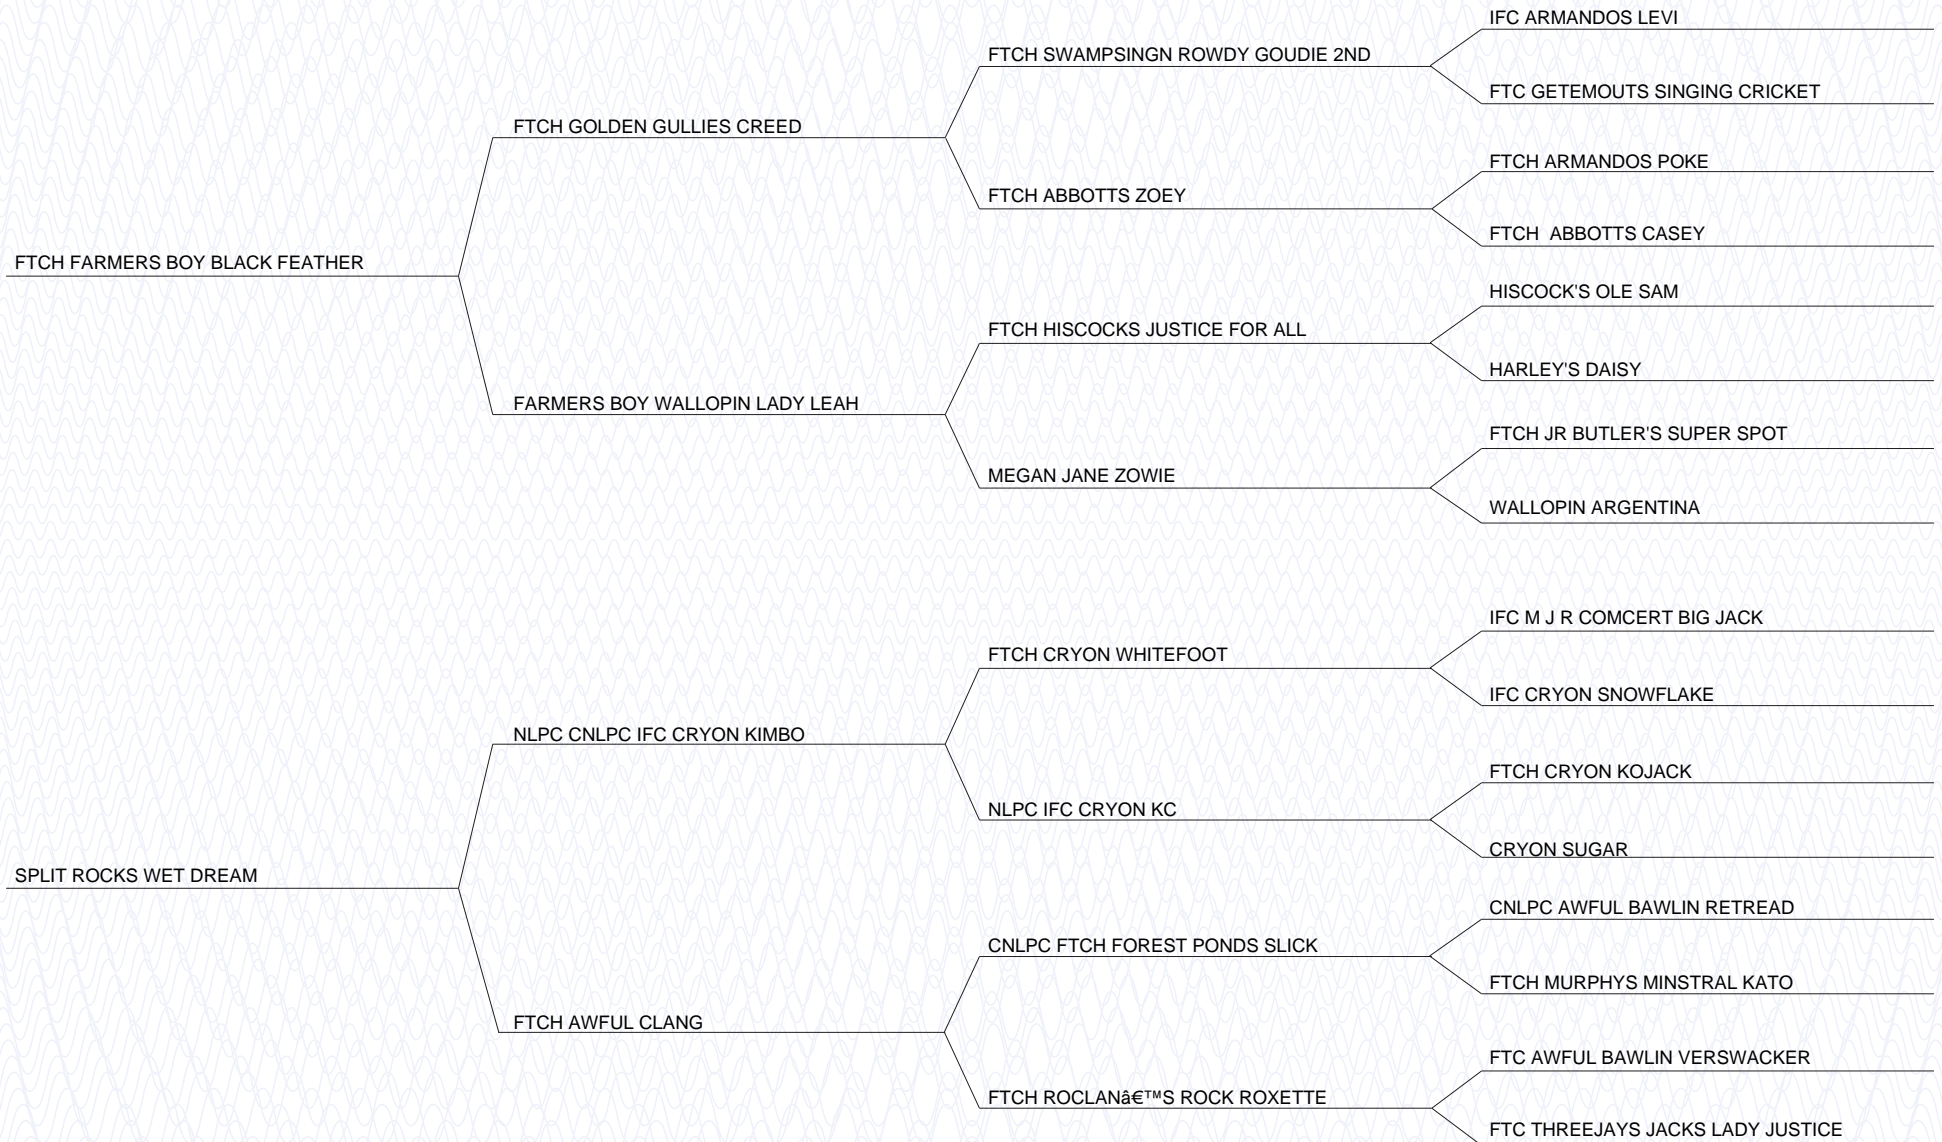 IFC ARMANDOS LEVI
FTCH SWAMPSINGN ROWDY GOUDIE 2ND
FTC GETEMOUTS SINGING CRICKET
FTCH GOLDEN GULLIES CREED
FTCH ARMANDOS POKE
FTCH ABBOTTS ZOEY
FTCH  ABBOTTS CASEY
FTCH FARMERS BOY BLACK FEATHER
HISCOCK'S OLE SAM
FTCH HISCOCKS JUSTICE FOR ALL
HARLEY'S DAISY
FARMERS BOY WALLOPIN LADY LEAH
FTCH JR BUTLER'S SUPER SPOT
MEGAN JANE ZOWIE
WALLOPIN ARGENTINA
IFC M J R COMCERT BIG JACK
FTCH CRYON WHITEFOOT
IFC CRYON SNOWFLAKE
NLPC CNLPC IFC CRYON KIMBO
FTCH CRYON KOJACK
NLPC IFC CRYON KC
CRYON SUGAR
SPLIT ROCKS WET DREAM
CNLPC AWFUL BAWLIN RETREAD
CNLPC FTCH FOREST PONDS SLICK
FTCH MURPHYS MINSTRAL KATO
FTCH AWFUL CLANG
FTC AWFUL BAWLIN VERSWACKER
FTCH ROCLANâ€™S ROCK ROXETTE
FTC THREEJAYS JACKS LADY JUSTICE